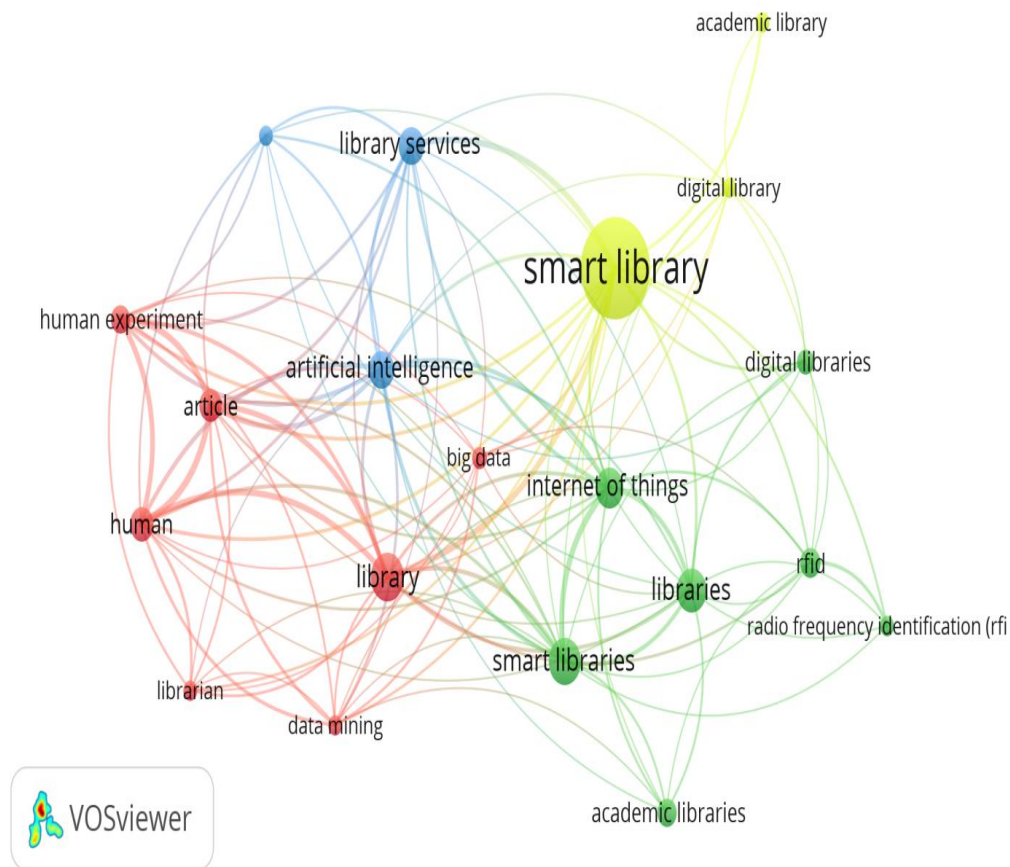 academic library
library services
digital library
smart library
human experiment
digital libraries
artificial intelligence
article
big data
internet of things
human
rfid
library
libraries
radio frequency identification (rfi
smart libraries
librarian
data mining
academic libraries
VOSviewer